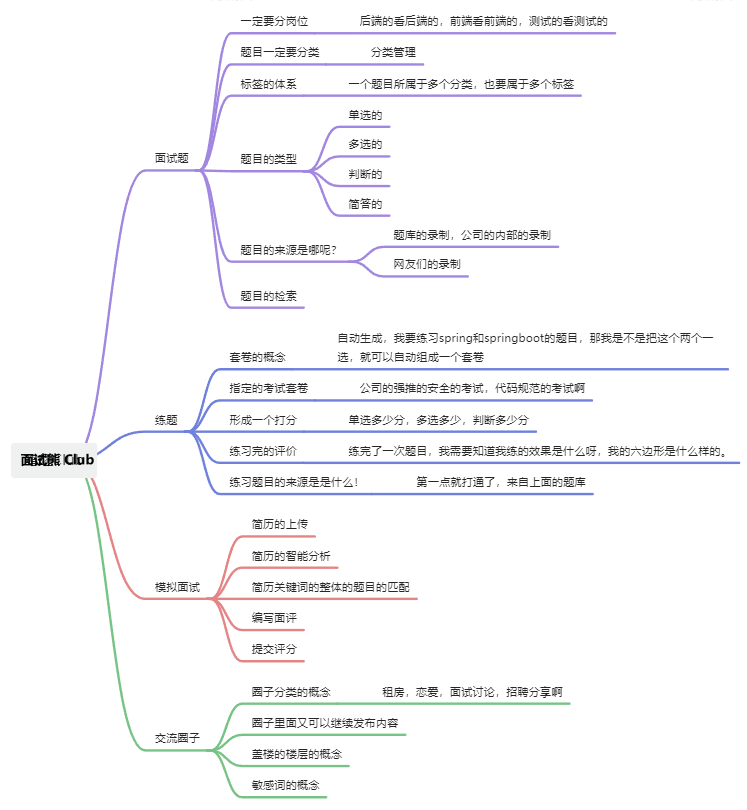 一定要分岗位
后端的看后端的，前端看前端的，测试的看测试的
题目一定要分类
分类管理
标签的体系
一个题目所属于多个分类，也要属于多个标签
单选的
多选的
面试题
题目的类型
判断的
简答的
题库的录制，公司的内部的录制
题目的来源是哪呢？
网友们的录制
题目的检索
自动生成，我要练习spring和springboot的题目，那我是不是把这个两个一
选，就可以自动组成一个套卷
套卷的概念
指定的考试套卷
公司的强推的安全的考试，代码规范的考试啊
练题
形成一个打分
单选多少分，多选多少，判断多少分
练习完的评价
练完了一次题目，我需要知道我练的效果是什么呀，我的六边形是什么样的。
Club
练习题目的来源是是什么！
第一点就打通了，来自上面的题库
简历的上传
简历的智能分析
模拟面试
简历关键词的整体的题目的匹配
编写面评
提交评分
圈子分类的概念
租房，恋爱，面试讨论，招聘分享啊
圈子里面又可以继续发布内容
交流圈子
盖楼的楼层的概念
敏感词的概念